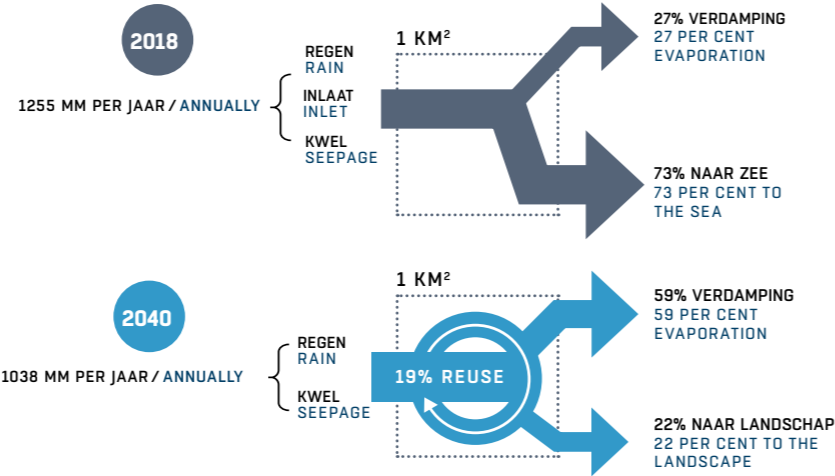 2018
1255 MM PER JAAR / ANNUALLY
REGEN
RAIN
INLAAT
INLET
KWEL
SEEPAGE
1 KM²
27% VERDAMPING
27 PER CENT
EVAPORATION
73% NAAR ZEE
73 PER CENT TO
THE SEA
2040
1038 MM PER JAAR / ANNUALLY
REGEN
RAIN
KWEL
SEEPAGE
1 KM²
19% REUSE
59% VERDAMPING
59 PER CENT
EVAPORATION
22% NAAR LANDSCHAP
22 PER CENT TO THE
LANDSCAPE